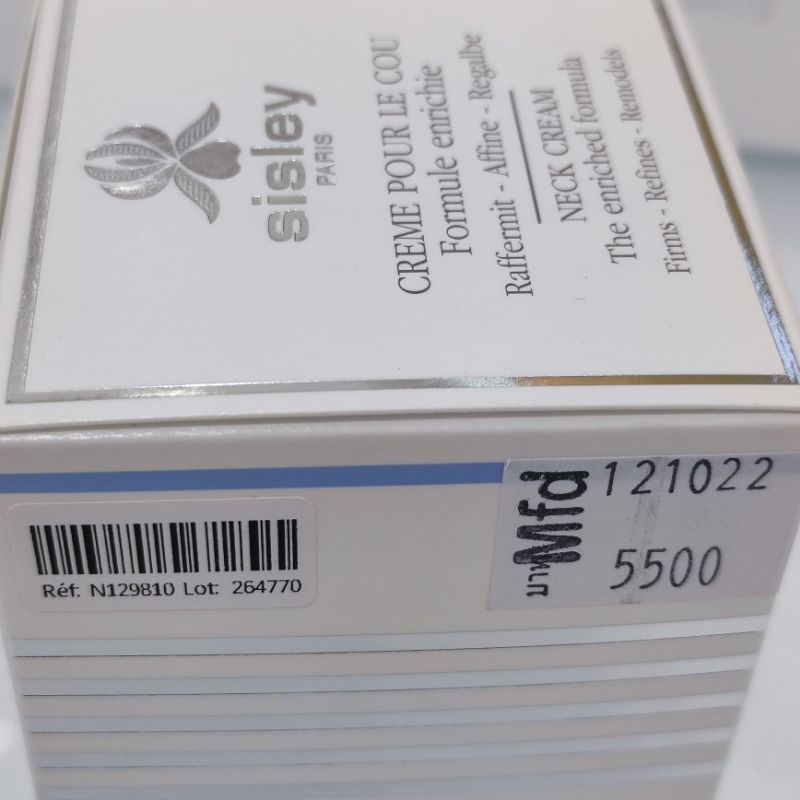 sisley
PARIS
CREME POUR LE COU
Formule enrichie
Raffermit - Affine - Regalbe
NECK CREAM
The enriched formula
Firms - Refines - Remodels
Réf: N129810 Lot: 264770
Mfd 121022
บาท 5500